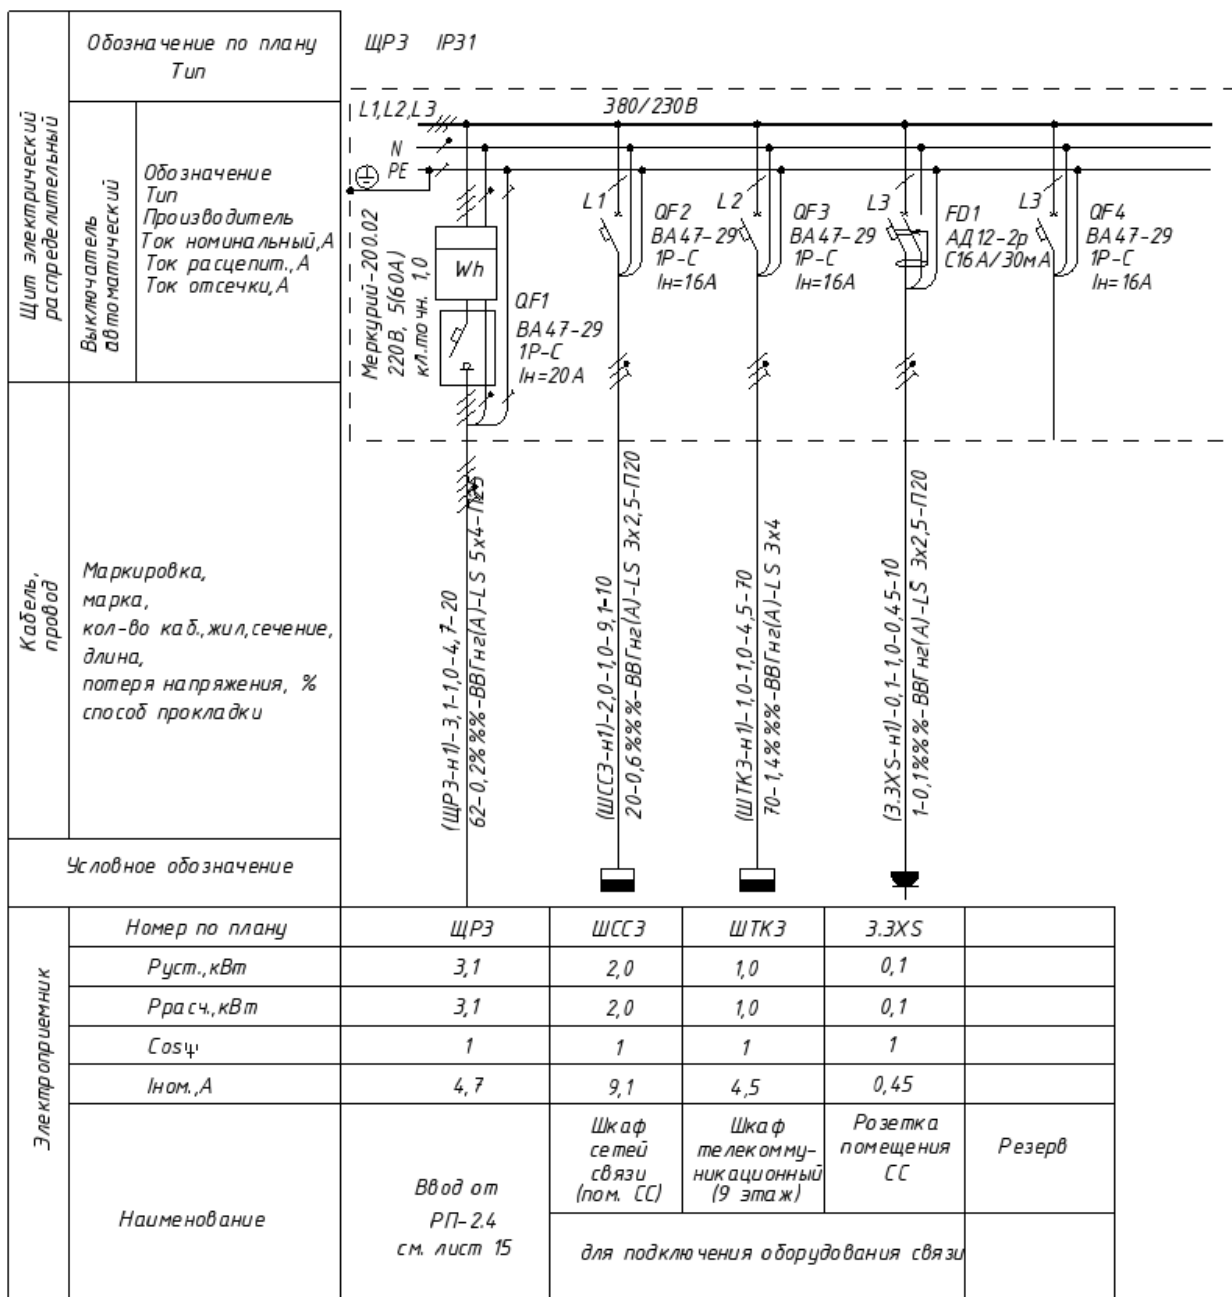 Обозначение по плану
Тип
ЩР3 IP31
Щит электрический
распределительный
Выключатель
автоматический
Обозначение
Тип
Производитель
Ток номинальный,А
Ток расцепит.,А
Ток отсечки,А
L1,L2,L3
380/230В
N
PE
Меркурий-200.02
220В, 5(60А)
кл.точн. 1,0
Wh
QF1
ВА47-29
1P-C
Iн=20А
L1
QF2
ВА47-29
1P-C
Iн=16А
L2
QF3
ВА47-29
1P-C
Iн=16А
L3
FD1
АД12-2р
С16А/30мА
L3
QF4
ВА47-29
1P-C
Iн=16А
Кабель,
провод
Маркировка,
марка,
кол-во каб.,жил,сечение,
длина,
потеря напряжения, %
способ прокладки
(ЩР3-н1)-3,1-1,0-4,7-20
62-0,2%%%-ВВГнг(А)-LS 5х4-П25
(ШСС3-н1)-2,0-1,0-9,1-10
20-0,6%%%-ВВГнг(А)-LS 3х2,5-П20
(ШТК3-н1)-1,0-1,0-4,5-70
70-1,4%%%-ВВГнг(А)-LS 3х4
(3.3XS-н1)-0,1-1,0-0,45-10
1-0,1%%%-ВВГнг(А)-LS 3х2,5-П20
Условное обозначение
Электроприемник
Номер по плану ЩР3 ШСС3 ШТК3 3.3XS
Pуст.,кВт 3,1 2,0 1,0 0,1
Pрасч.,кВт 3,1 2,0 1,0 0,1
Cosψ 1 1 1 1
Iном.,А 4,7 9,1 4,5 0,45
Наименование
Ввод от
РП-2.4
см. лист 15
Шкаф
сетей
связи
(пом. СС)
Шкаф
телекомму-
никационный
(9 этаж)
Розетка
помещения
СС
Резерв
для подключения оборудования связи